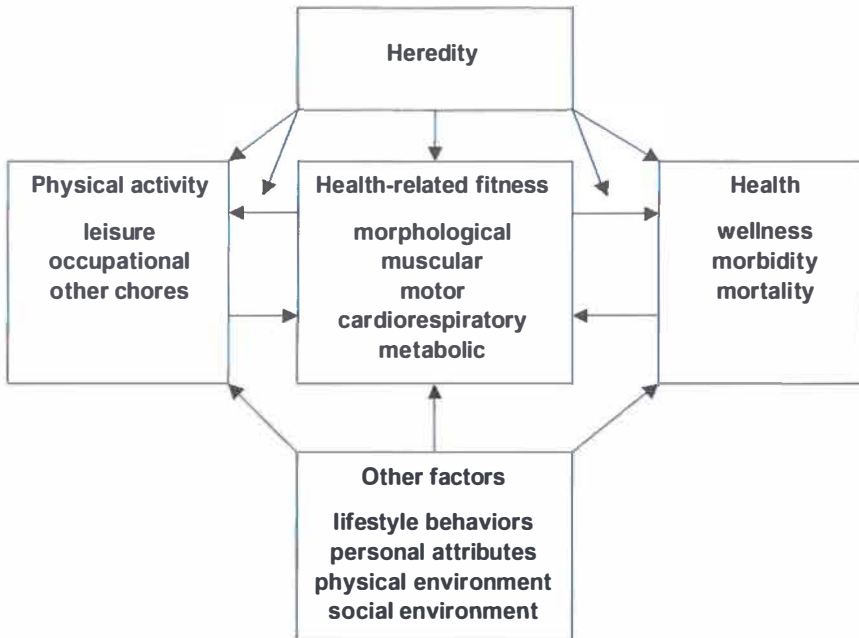 Heredity
Physical activity
leisure
occupational
other chores
Health-related fitness
morphological
muscular
motor
cardiorespiratory
metabolic
Health
wellness
morbidity
mortality
Other factors
lifestyle behaviors
personal attributes
physical environment
social environment